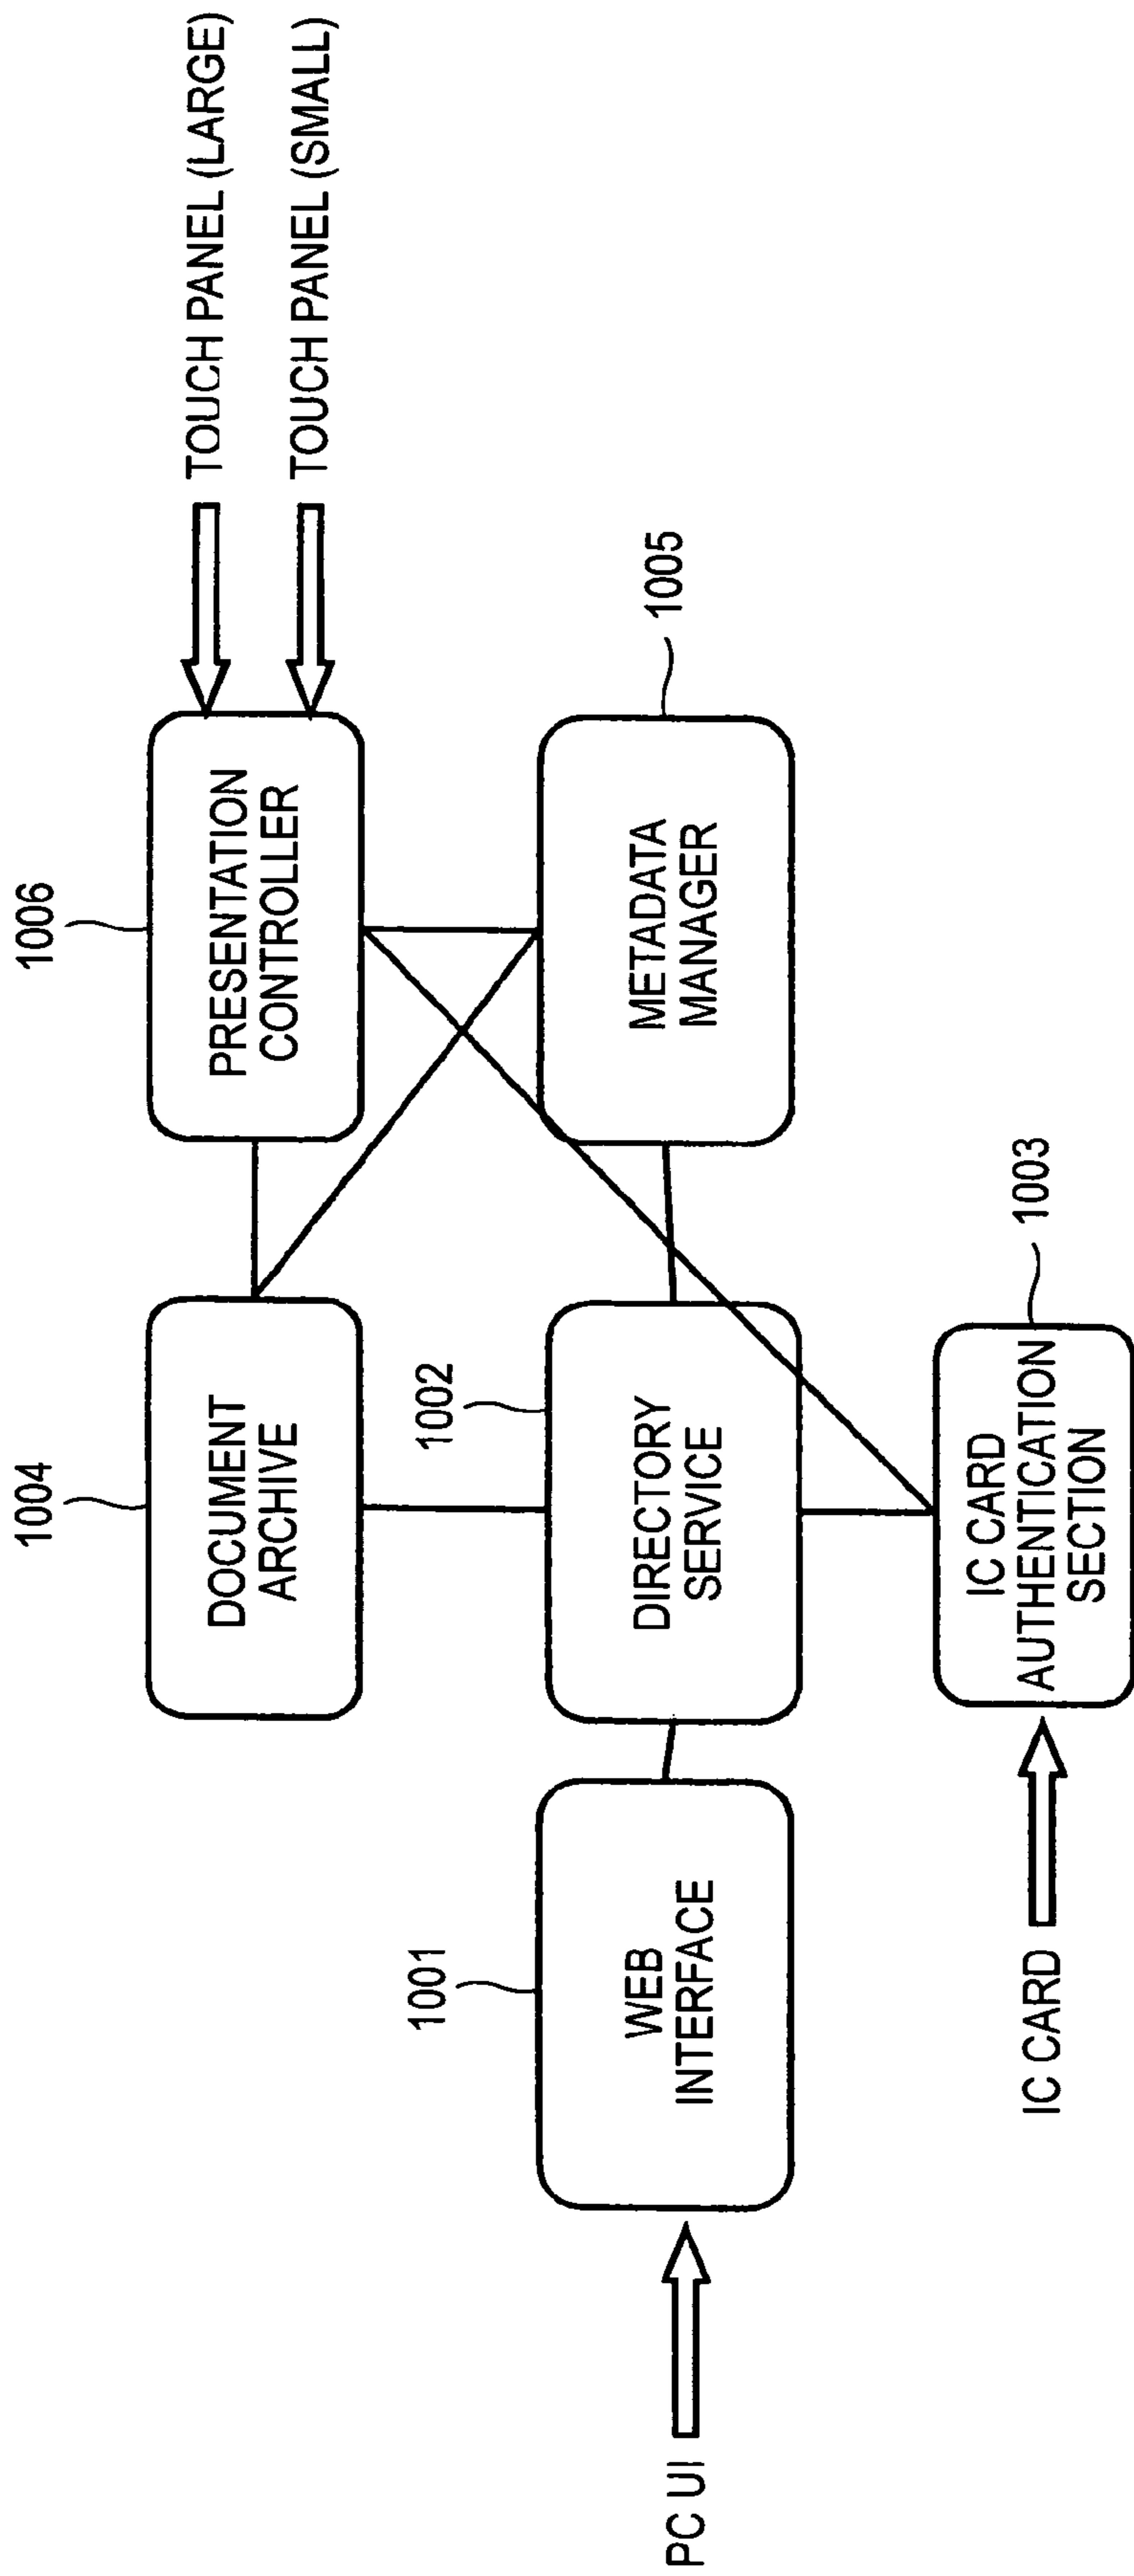 1004
DOCUMENT
ARCHIVE
1006
PRESENTATION
CONTROLLER
TOUCH PANEL (LARGE)
TOUCH PANEL (SMALL)
PC UI
1001
WEB
INTERFACE
1002
DIRECTORY
SERVICE
1005
METADATA
MANAGER
IC CARD
1003
IC CARD
AUTHENTICATION
SECTION